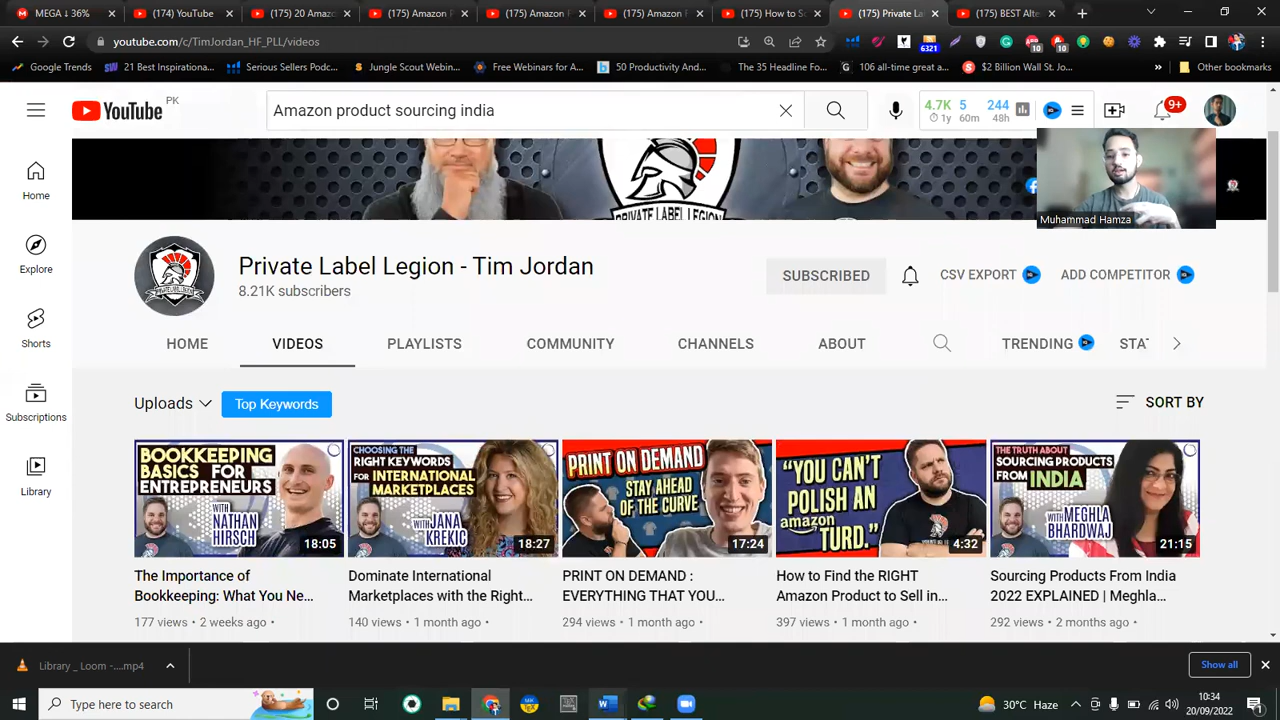 MEGA ↓ 36%
(174) YouTube
(175) 20 Amaz
(175) Amazon F
(175) Amazon
(175) Amazon F
(175) How to S
(175) Private La
(175) BEST Alte
youtube.com/c/TimJordan_HF_PLL/videos
6321
10
10
Google Trends
21 Best Inspirationa...
Serious Sellers Podc...
Jungle Scout Webin...
Free Webinars for A...
50 Productivity And...
The 35 Headline Fo...
106 all-time great a...
$2 Billion Wall St. Jo...
Other bookmarks
YouTube PK
Amazon product sourcing india
4.7K 5 244
1y 60m 48h
9+
Muhammad Hamza
PRIVATE LABEL LEGION
Home
Explore
Shorts
Subscriptions
Library
Private Label Legion - Tim Jordan
8.21K subscribers
SUBSCRIBED
CSV EXPORT
ADD COMPETITOR
HOME
VIDEOS
PLAYLISTS
COMMUNITY
CHANNELS
ABOUT
TRENDING
STAT
Uploads
Top Keywords
SORT BY
BOOKKEEPING
BASICS FOR
ENTREPRENEURS
WITH
NATHAN
HIRSCH
18:05
CHOOSING THE
RIGHT KEYWORDS
FOR INTERNATIONAL
MARKETPLACES
WITH JANA
KREKIC
18:27
PRINT ON DEMAND
STAY AHEAD
OF THE CURVE
17:24
"YOU CAN'T
POLISH AN
amazon
TURD."
4:32
THE TRUTH ABOUT
SOURCING PRODUCTS
FROM INDIA
WITH MEGHLA
BHARDWAJ
21:15
The Importance of
Bookkeeping: What You Ne...
177 views • 2 weeks ago •
Dominate International
Marketplaces with the Right...
140 views • 1 month ago •
PRINT ON DEMAND :
EVERYTHING THAT YOU...
294 views • 1 month ago •
How to Find the RIGHT
Amazon Product to Sell in...
397 views • 1 month ago •
Sourcing Products From India
2022 EXPLAINED | Meghla...
292 views • 2 months ago •
Library _ Loom -....mp4
Show all
Type here to search
30°C Haze
10:34
20/09/2022